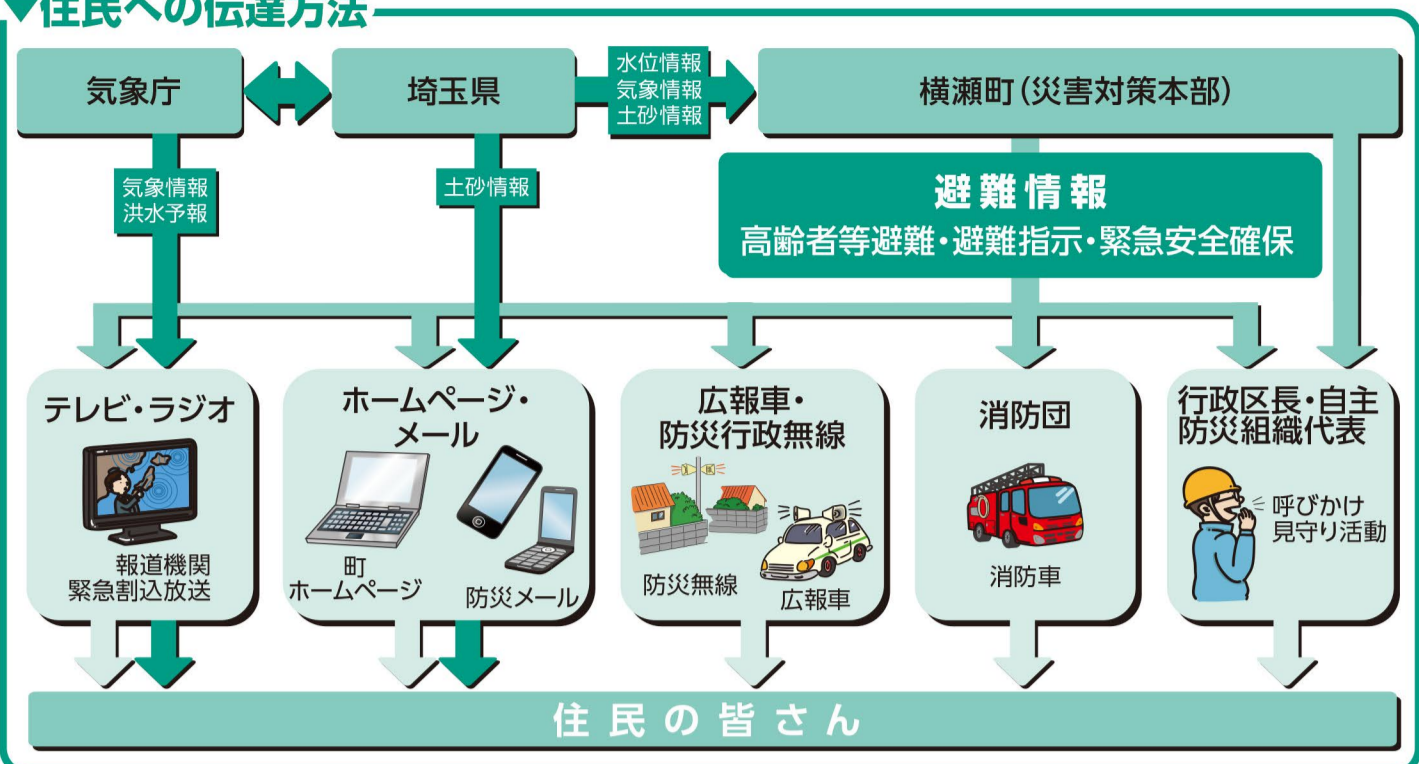 ▼住民への伝達方法
気象庁
埼玉県
水位情報
気象情報
土砂情報
横瀬町(災害対策本部)
気象情報
洪水予報
土砂情報
避難情報
高齢者等避難・避難指示・緊急安全確保
テレビ・ラジオ
報道機関
緊急割込放送
ホームページ・
メール
町
ホームページ
防災メール
広報車・
防災行政無線
防災無線
広報車
消防団
消防車
行政区長・自主
防災組織代表
呼びかけ
見守り活動
住民の皆さん